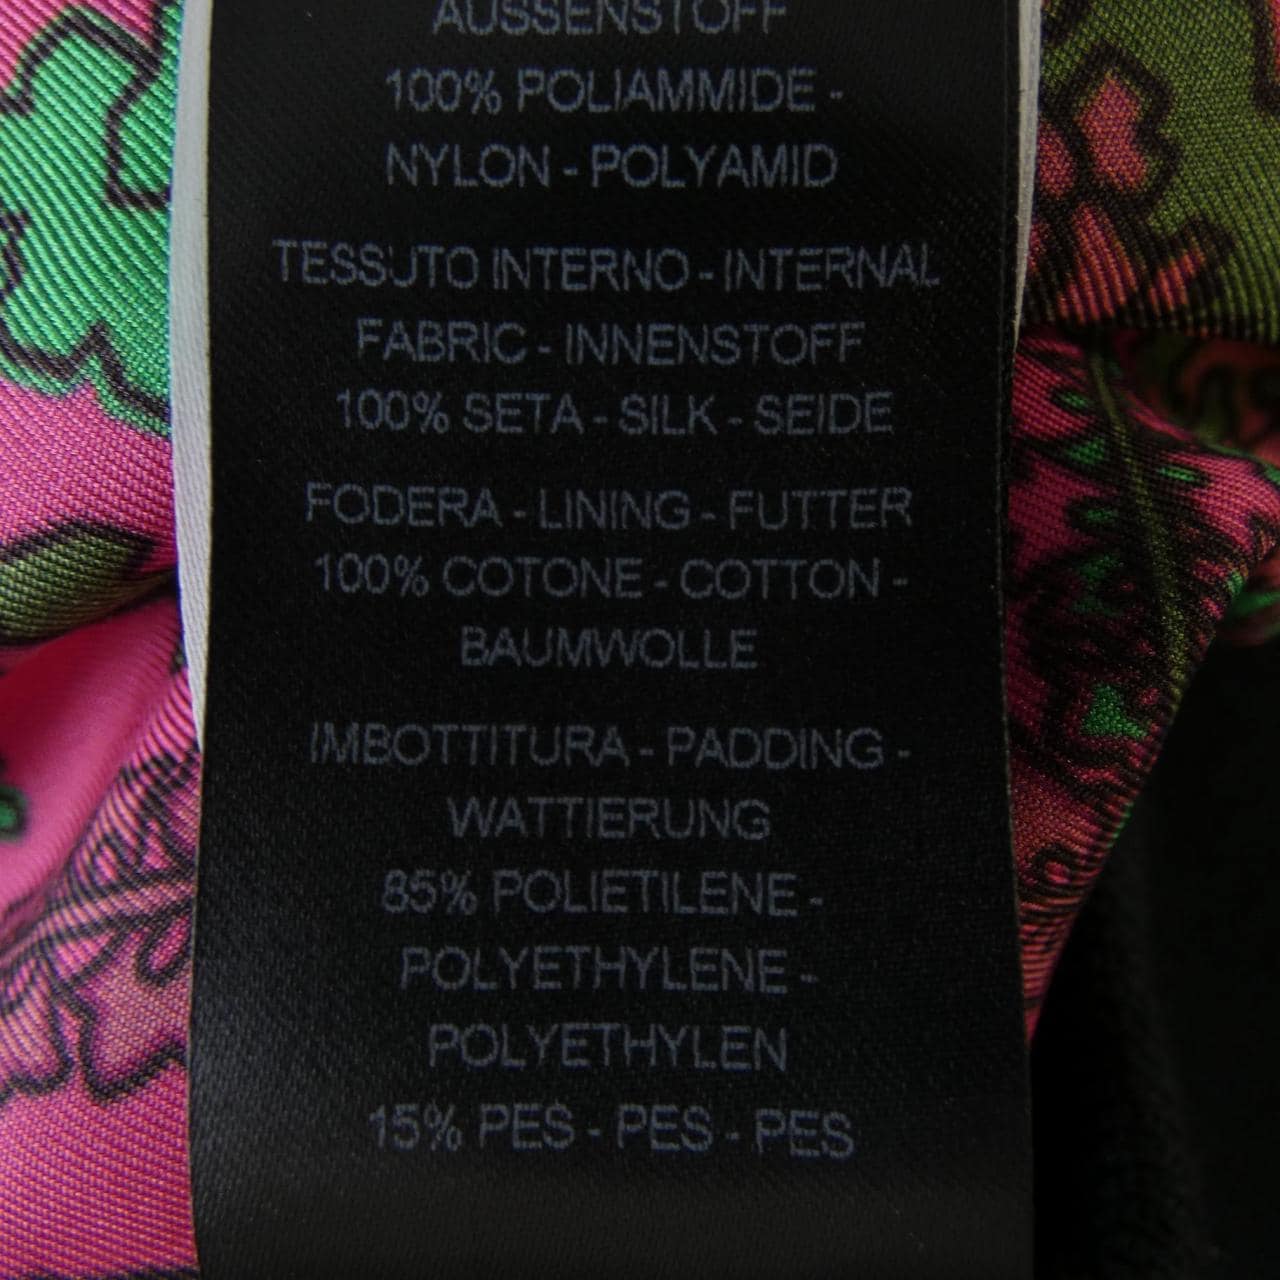 AUSSENSTOFF
100% POLIAMMIDE -
NYLON - POLYAMID
TESSUTO INTERNO - INTERNAL
FABRIC - INNENSTOFF
100% SETA - SILK - SEIDE
FODERA - LINING - FUTTER
100% COTONE - COTTON -
BAUMWOLLE
IMBOTTITURA - PADDING -
WATTIERUNG
85% POLIETILENE -
POLYETHYLENE -
POLYETHYLEN
15% PES - PES - PES